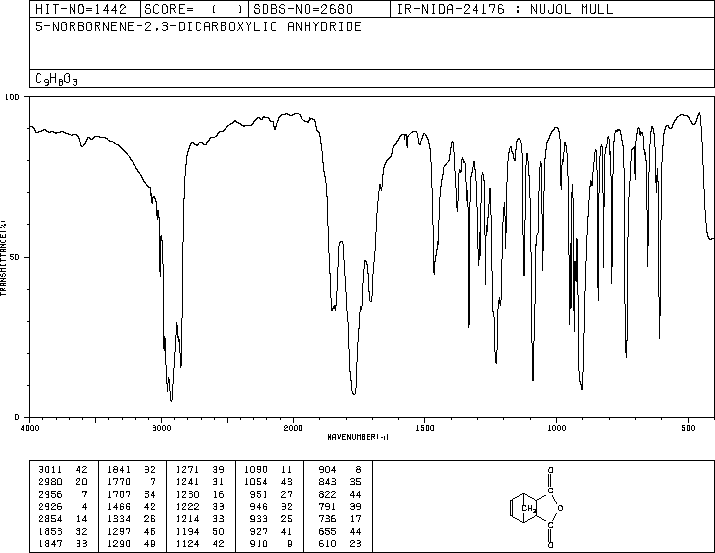 HIT-NO=1442 SCORE= ( ) SDBS-NO=2680 IR-NIDA-24176 : NUJOL MULL
5-NORBORNENE-2,3-DICARBOXYLIC ANHYDRIDE
C9H8O3
100
50
0
TRANSMITTANCE(%)
4000 3000 2000 1500 1000 500
WAVENUMBER(-1)
3011 42 1841 32 1271 39 1090 11 904 8
2980 20 1770 7 1241 31 1054 43 843 35
2956 7 1707 34 1230 16 951 27 822 44
2926 4 1466 42 1222 33 946 32 791 39
2854 14 1334 26 1214 33 933 25 736 17
1853 32 1297 46 1194 50 927 41 655 44
1847 33 1290 48 1124 42 910 9 610 23
O
C
CH2
O
C
O